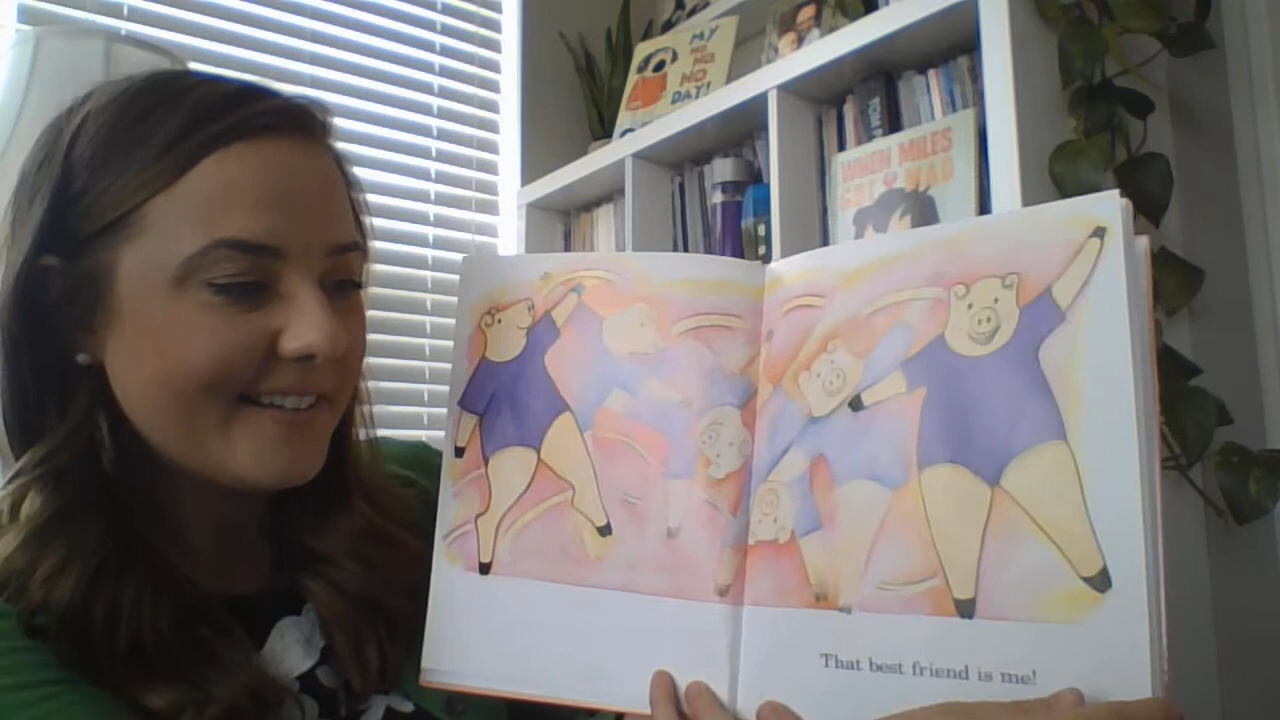 MY
NO NO
NO
DAY!
WHEN MILES
GOT MAD
That best friend is me!